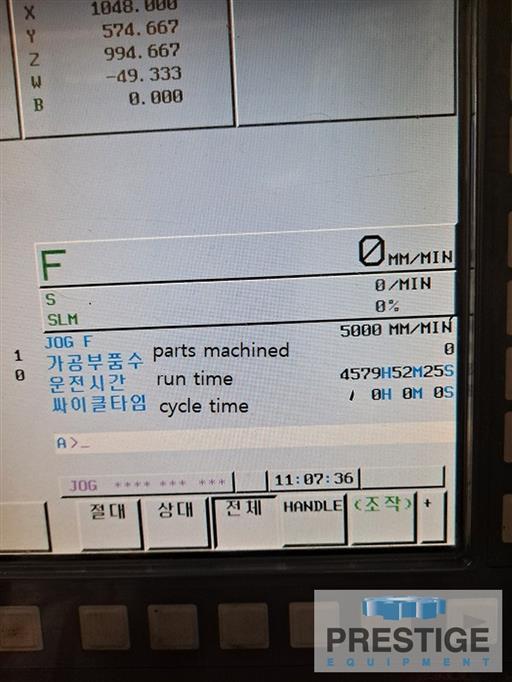 X 1048.000
Y 574.667
Z 994.667
W -49.333
B 0.000
F 0 MM/MIN
S 0/MIN
SLM 0%
JOG F 5000 MM/MIN
1 가공부품수 parts machined 0
0 운전시간 run time 4579H52M25S
싸이클타임 cycle time 0H 0M 0S
A>_
JOG **** *** *** 11:07:36
절대 상대 전체 HANDLE (조작) +
PRESTIGE
EQUIPMENT